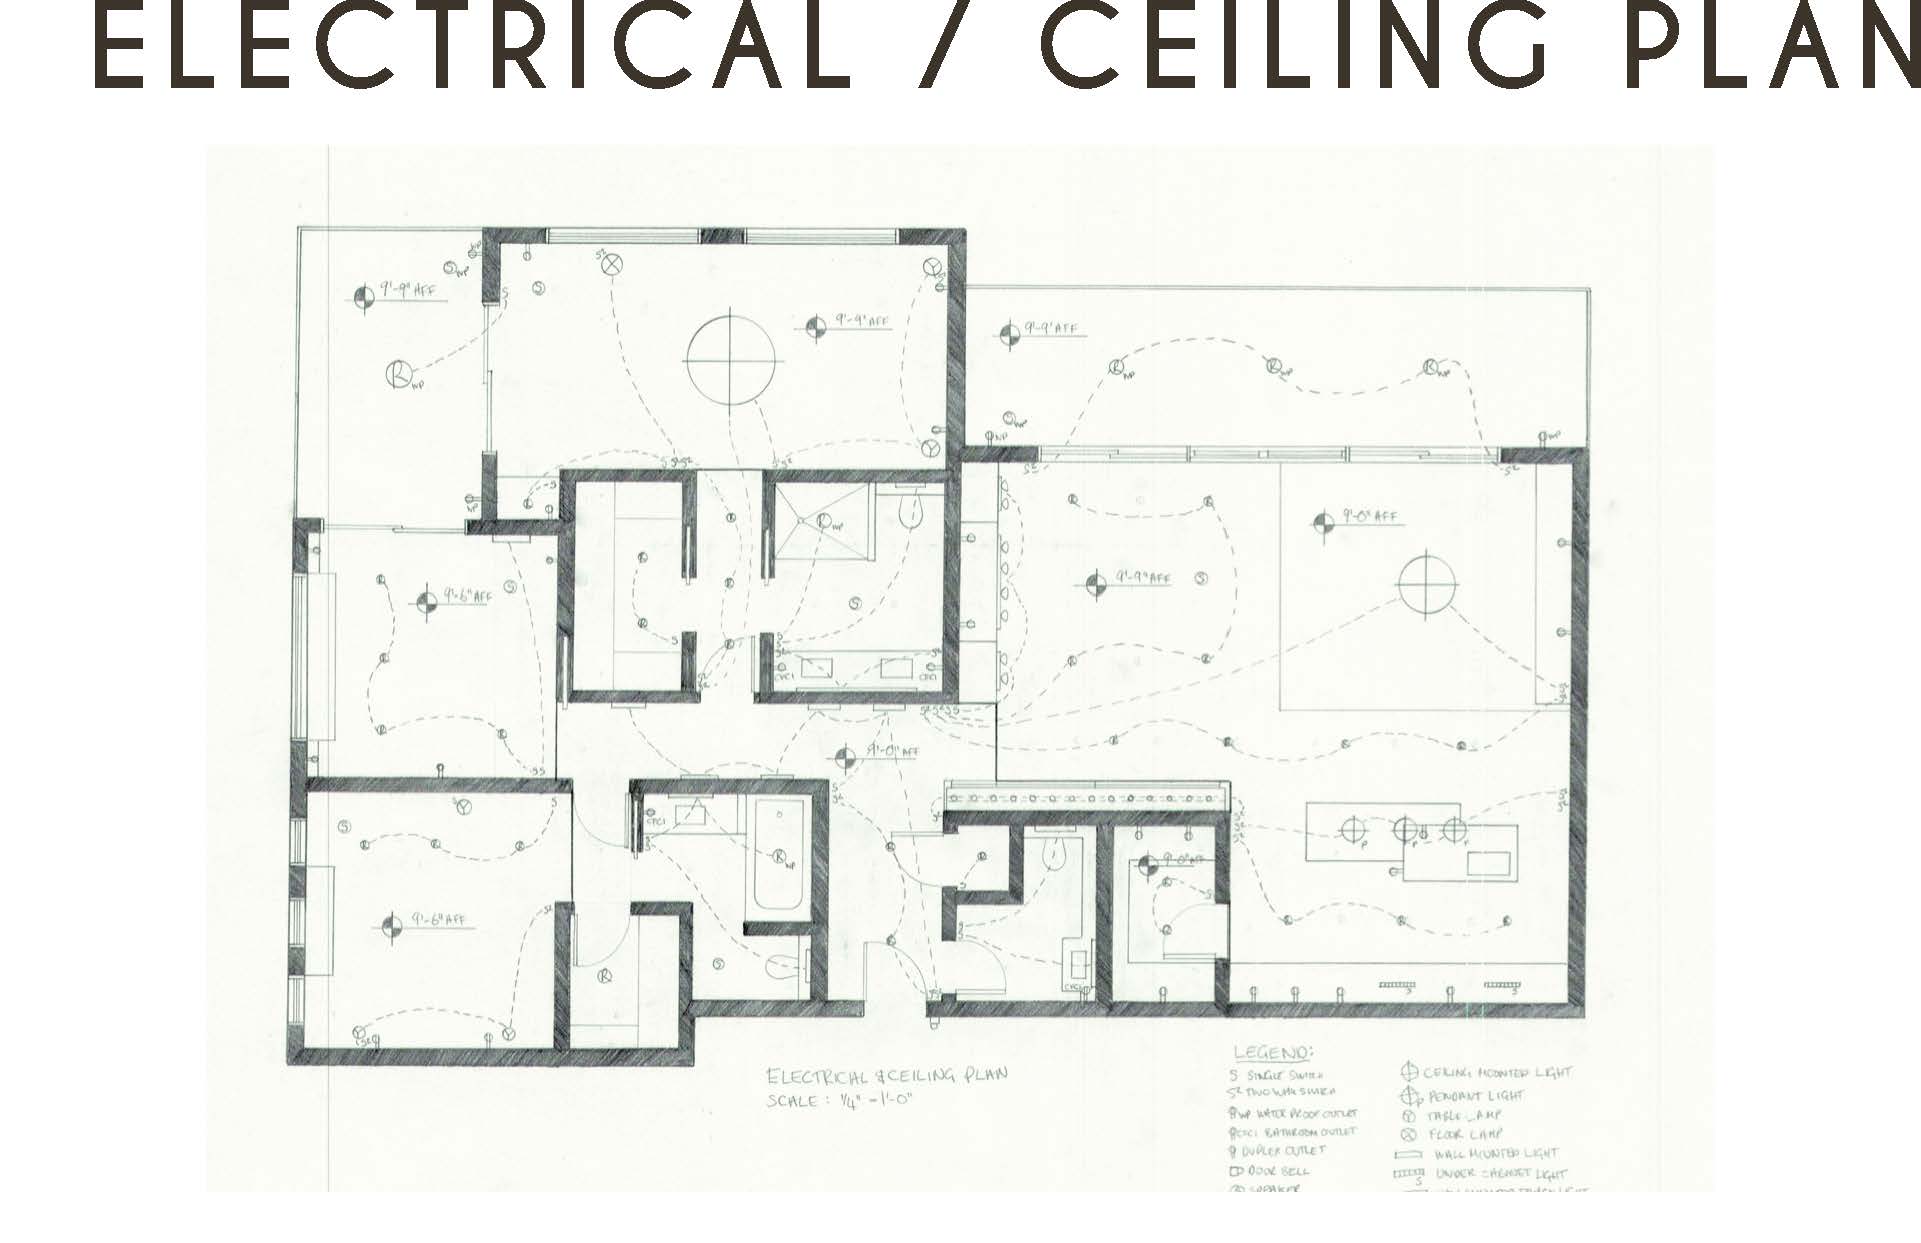 ELECTRICAL / CEILING PLAN
9'-9" AFF
9'-9" AFF
9'-9" AFF
9'-0" AFF
9'-9" AFF
9'-6" AFF
9'-0" AFF
9'-0" AFF
9'-6" AFF
ELECTRICAL & CEILING PLAN
SCALE: 1/4" = 1'-0"
LEGEND:
S SINGLE SWITCH
S² TWO WAY SWITCH
WP WATER PROOF OUTLET
GFCI BATHROOM OUTLET
DUPLEX OUTLET
DOOR BELL
SPEAKER
CEILING MOUNTED LIGHT
P PENDANT LIGHT
TABLE LAMP
FLOOR LAMP
WALL MOUNTED LIGHT
S UNDER CABINET LIGHT